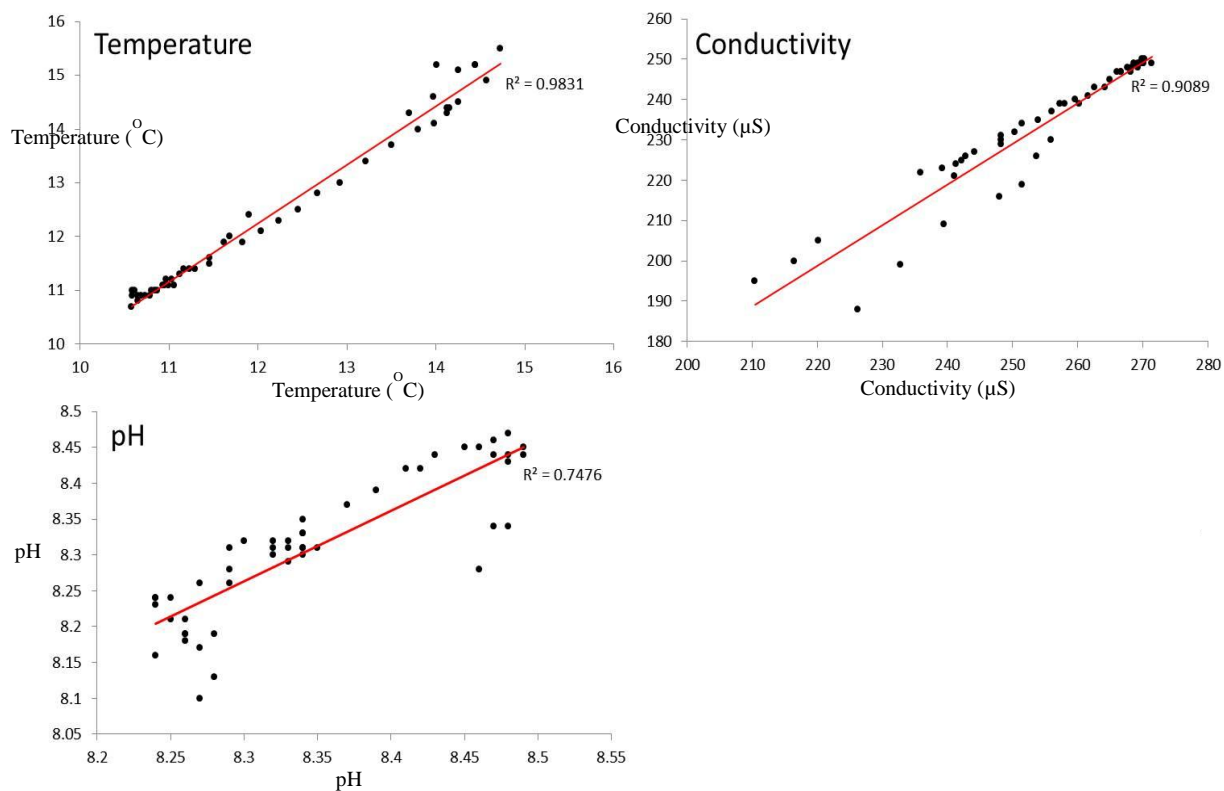 Temperature
16
15
14
13
12
11
10
Temperature (°C)
R² = 0.9831
10 11 12 13 14 15 16
Temperature (°C)
Conductivity
260
250
240
230
220
210
200
190
180
Conductivity (µS)
R² = 0.9089
200 210 220 230 240 250 260 270 280
Conductivity (µS)
pH
8.5
8.45
8.4
8.35
8.3
8.25
8.2
8.15
8.1
8.05
pH
R² = 0.7476
8.2 8.25 8.3 8.35 8.4 8.45 8.5 8.55
pH